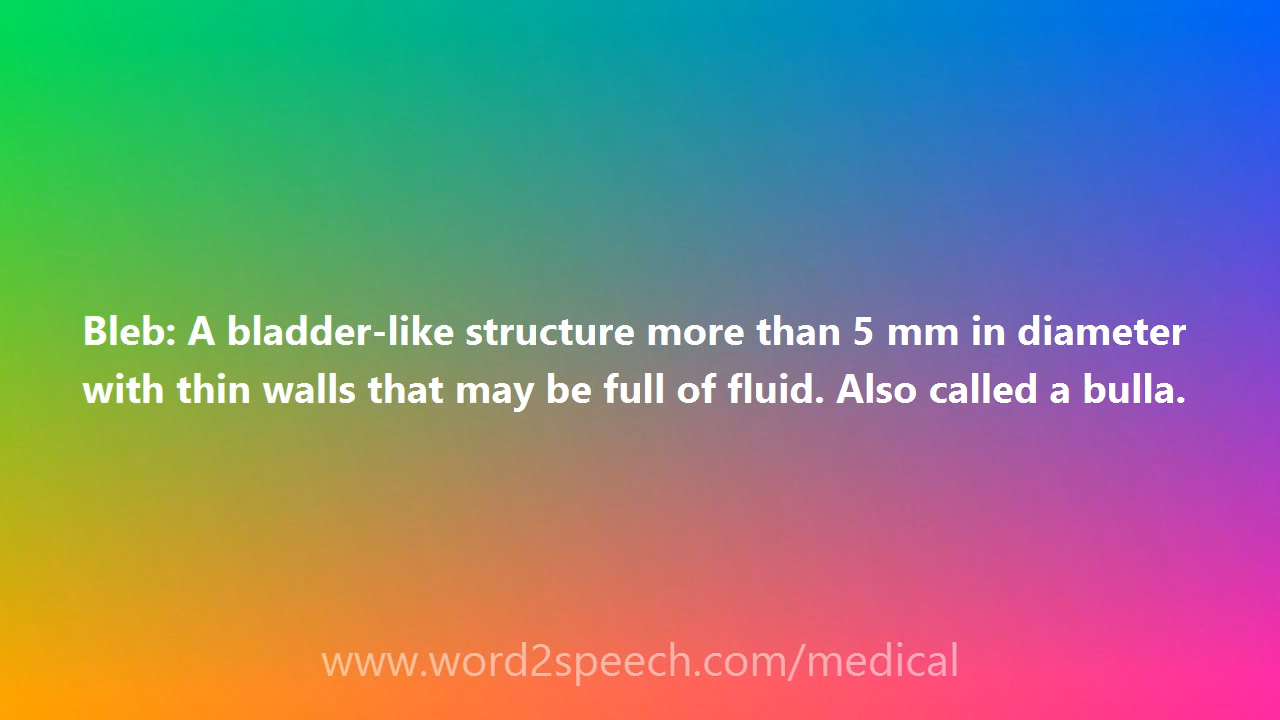 Bleb: A bladder-like structure more than 5 mm in diameter
with thin walls that may be full of fluid. Also called a bulla.
www.word2speech.com/medical